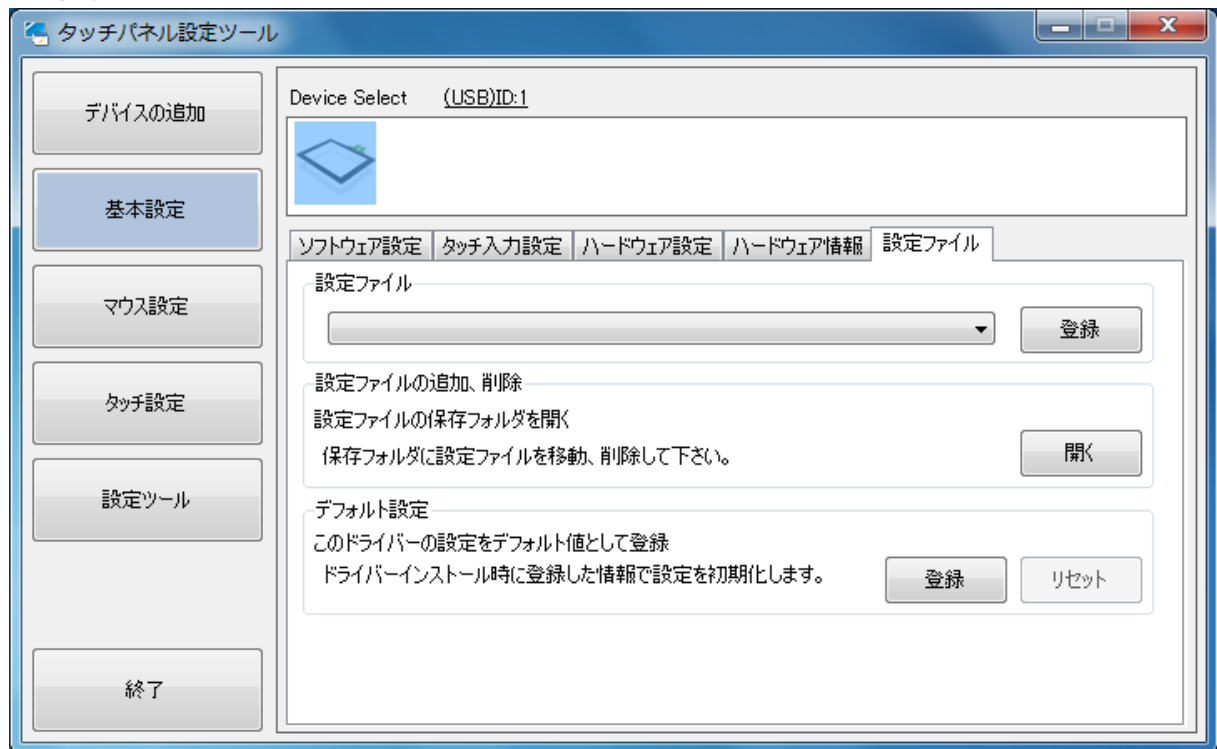 タッチパネル設定ツール
デバイスの追加
基本設定
マウス設定
タッチ設定
設定ツール
終了
Device Select (USB)ID:1
ソフトウェア設定 タッチ入力設定 ハードウェア設定 ハードウェア情報 設定ファイル
設定ファイル
登録
設定ファイルの追加、削除
設定ファイルの保存フォルダを開く
保存フォルダに設定ファイルを移動、削除して下さい。
開く
デフォルト設定
このドライバーの設定をデフォルト値として登録
ドライバーインストール時に登録した情報で設定を初期化します。
登録 リセット